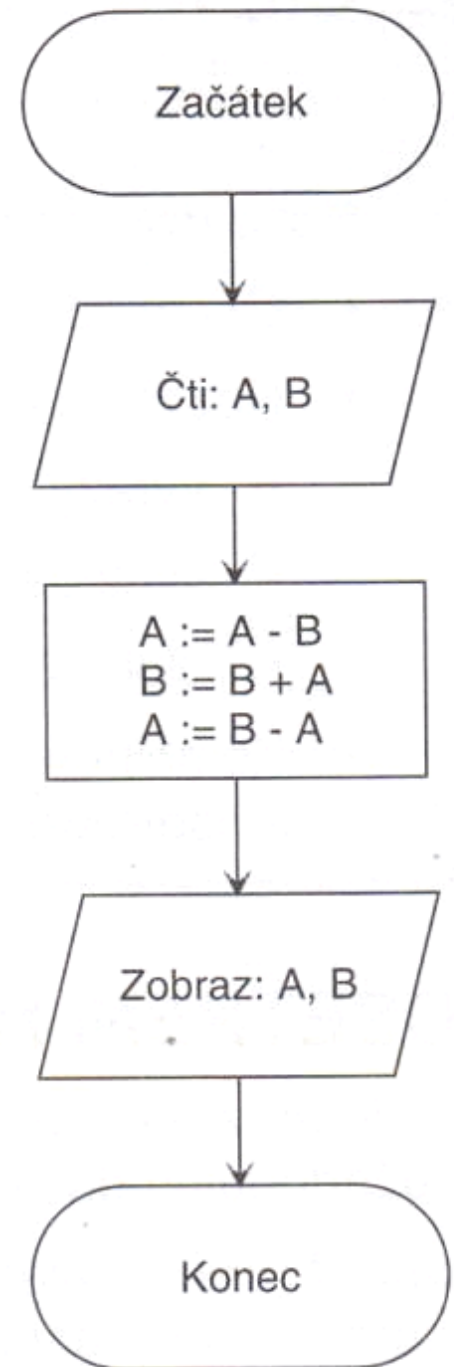 Začátek
Čti: A, B
A := A - B
B := B + A
A := B - A
Zobraz: A, B
Konec